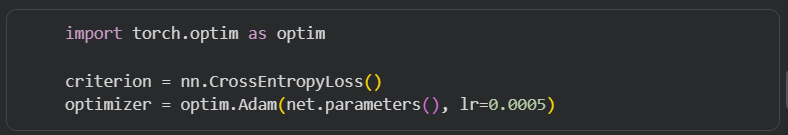 import torch.optim as optim
criterion = nn.CrossEntropyLoss()
optimizer = optim.Adam(net.parameters(), lr=0.0005)